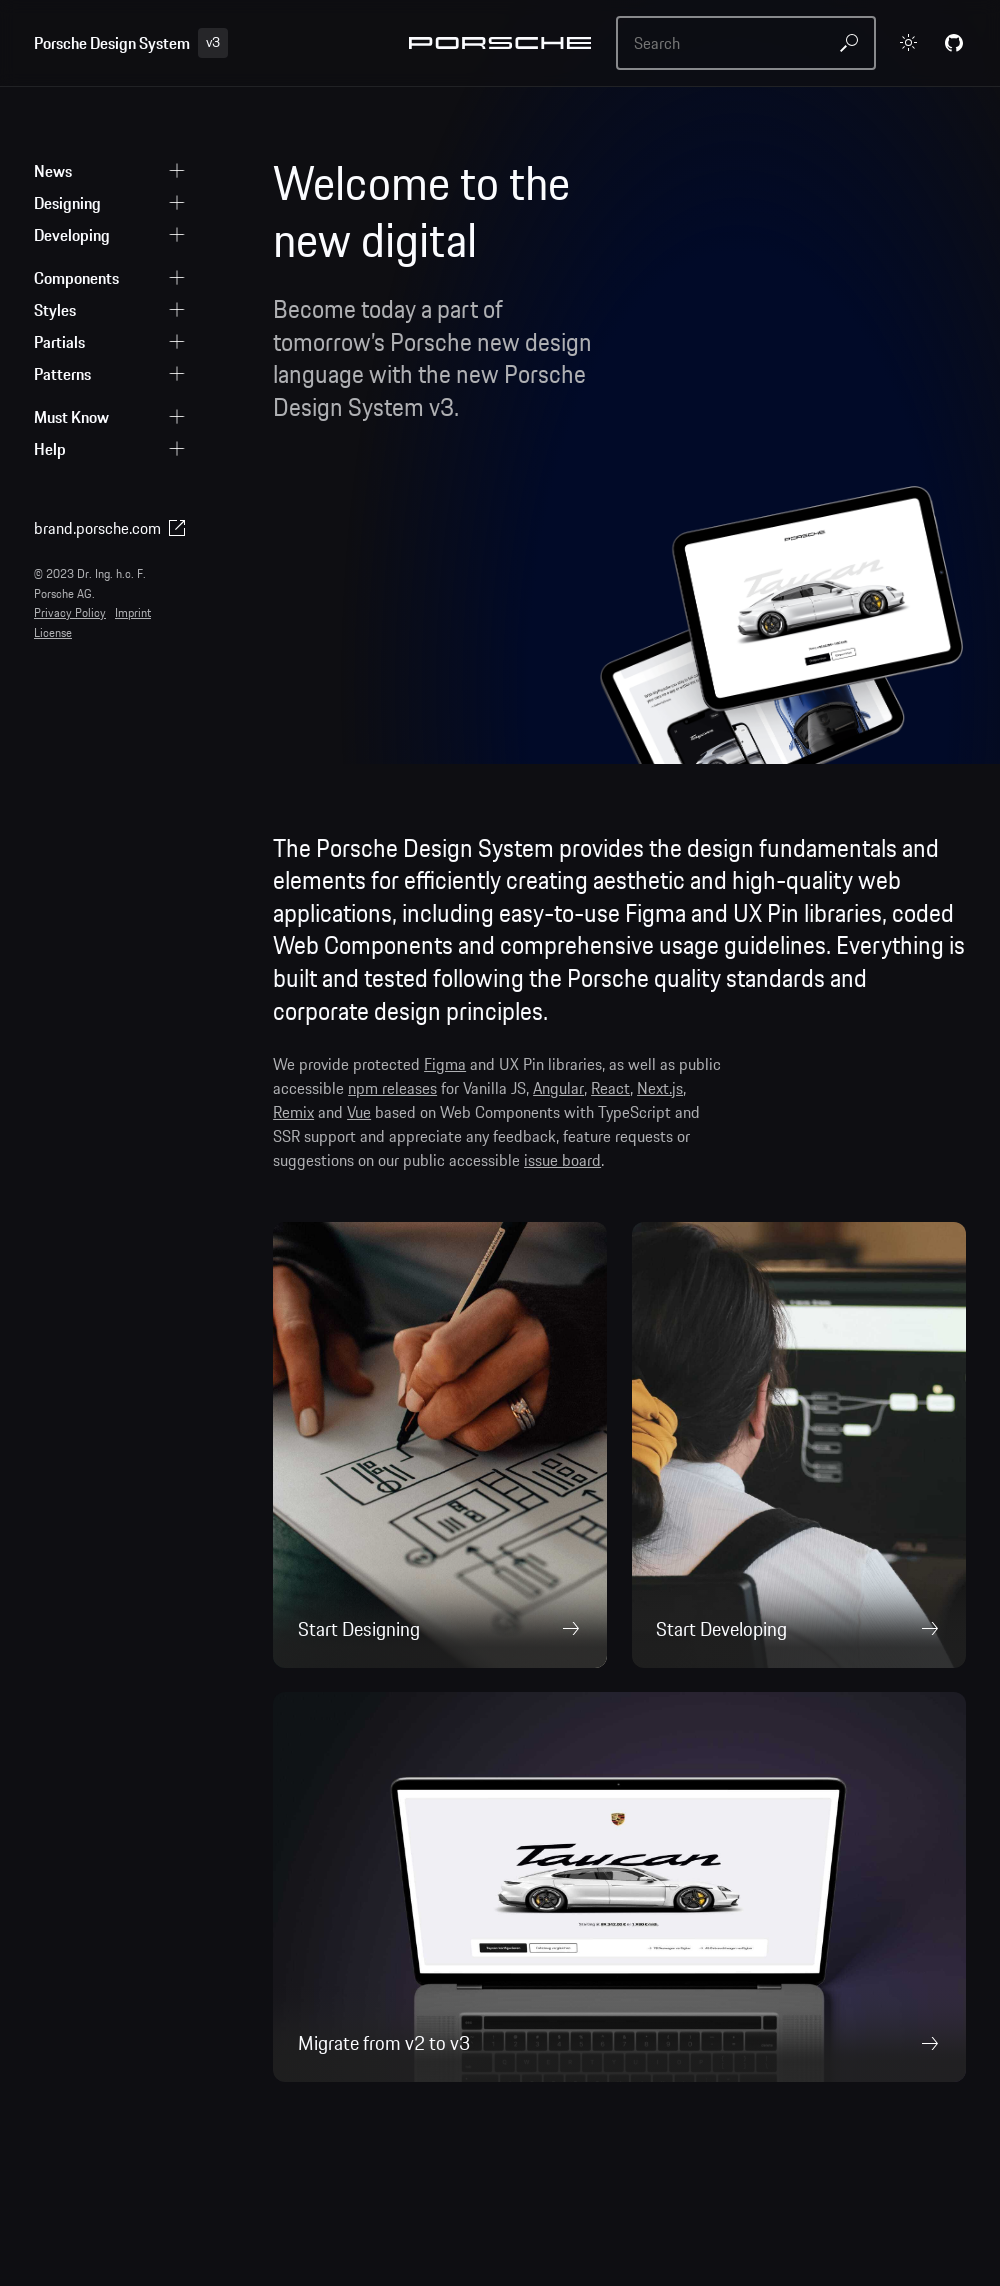 Porsche Design System v3
PORSCHE
Search
News
Designing
Developing
Components
Styles
Partials
Patterns
Must Know
Help
brand.porsche.com
© 2023 Dr. Ing. h.c. F.
Porsche AG.
Privacy Policy Imprint
License
Welcome to the
new digital
Become today a part of
tomorrow’s Porsche new design
language with the new Porsche
Design System v3.
PORSCHE
Taycan
The Porsche Design System provides the design fundamentals and
elements for efficiently creating aesthetic and high-quality web
applications, including easy-to-use Figma and UX Pin libraries, coded
Web Components and comprehensive usage guidelines. Everything is
built and tested following the Porsche quality standards and
corporate design principles.
We provide protected Figma and UX Pin libraries, as well as public
accessible npm releases for Vanilla JS, Angular, React, Next.js,
Remix and Vue based on Web Components with TypeScript and
SSR support and appreciate any feedback, feature requests or
suggestions on our public accessible issue board.
ASUS
Start Designing
Start Developing
Taycan
Migrate from v2 to v3